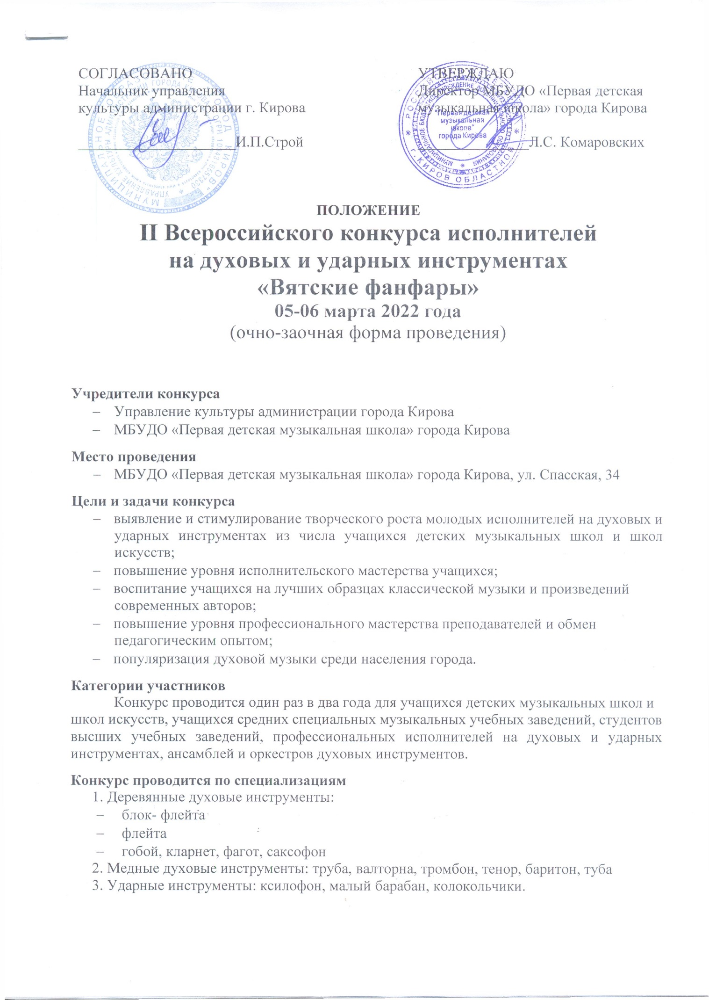 СОГЛАСОВАНО
Начальник управления
культуры администрации г. Кирова
И.П.Строй
УТВЕРЖДАЮ
Директор МБУДО «Первая детская
музыкальная школа» города Кирова
Л.С. Комаровских
"Первая детская
музыкальная
школа"
города Кирова
Г. КИРОВ ОБЛАСТНОЙ
ПОЛОЖЕНИЕ
II Всероссийского конкурса исполнителей
на духовых и ударных инструментах
«Вятские фанфары»
05-06 марта 2022 года
(очно-заочная форма проведения)
Учредители конкурса
– Управление культуры администрации города Кирова
– МБУДО «Первая детская музыкальная школа» города Кирова
Место проведения
– МБУДО «Первая детская музыкальная школа» города Кирова, ул. Спасская, 34
Цели и задачи конкурса
– выявление и стимулирование творческого роста молодых исполнителей на духовых и
ударных инструментах из числа учащихся детских музыкальных школ и школ
искусств;
– повышение уровня исполнительского мастерства учащихся;
– воспитание учащихся на лучших образцах классической музыки и произведений
современных авторов;
– повышение уровня профессионального мастерства преподавателей и обмен
педагогическим опытом;
– популяризация духовой музыки среди населения города.
Категории участников
Конкурс проводится один раз в два года для учащихся детских музыкальных школ и
школ искусств, учащихся средних специальных музыкальных учебных заведений, студентов
высших учебных заведений, профессиональных исполнителей на духовых и ударных
инструментах, ансамблей и оркестров духовых инструментов.
Конкурс проводится по специализациям
1. Деревянные духовые инструменты:
– блок- флейта
– флейта
– гобой, кларнет, фагот, саксофон
2. Медные духовые инструменты: труба, валторна, тромбон, тенор, баритон, туба
3. Ударные инструменты: ксилофон, малый барабан, колокольчики.